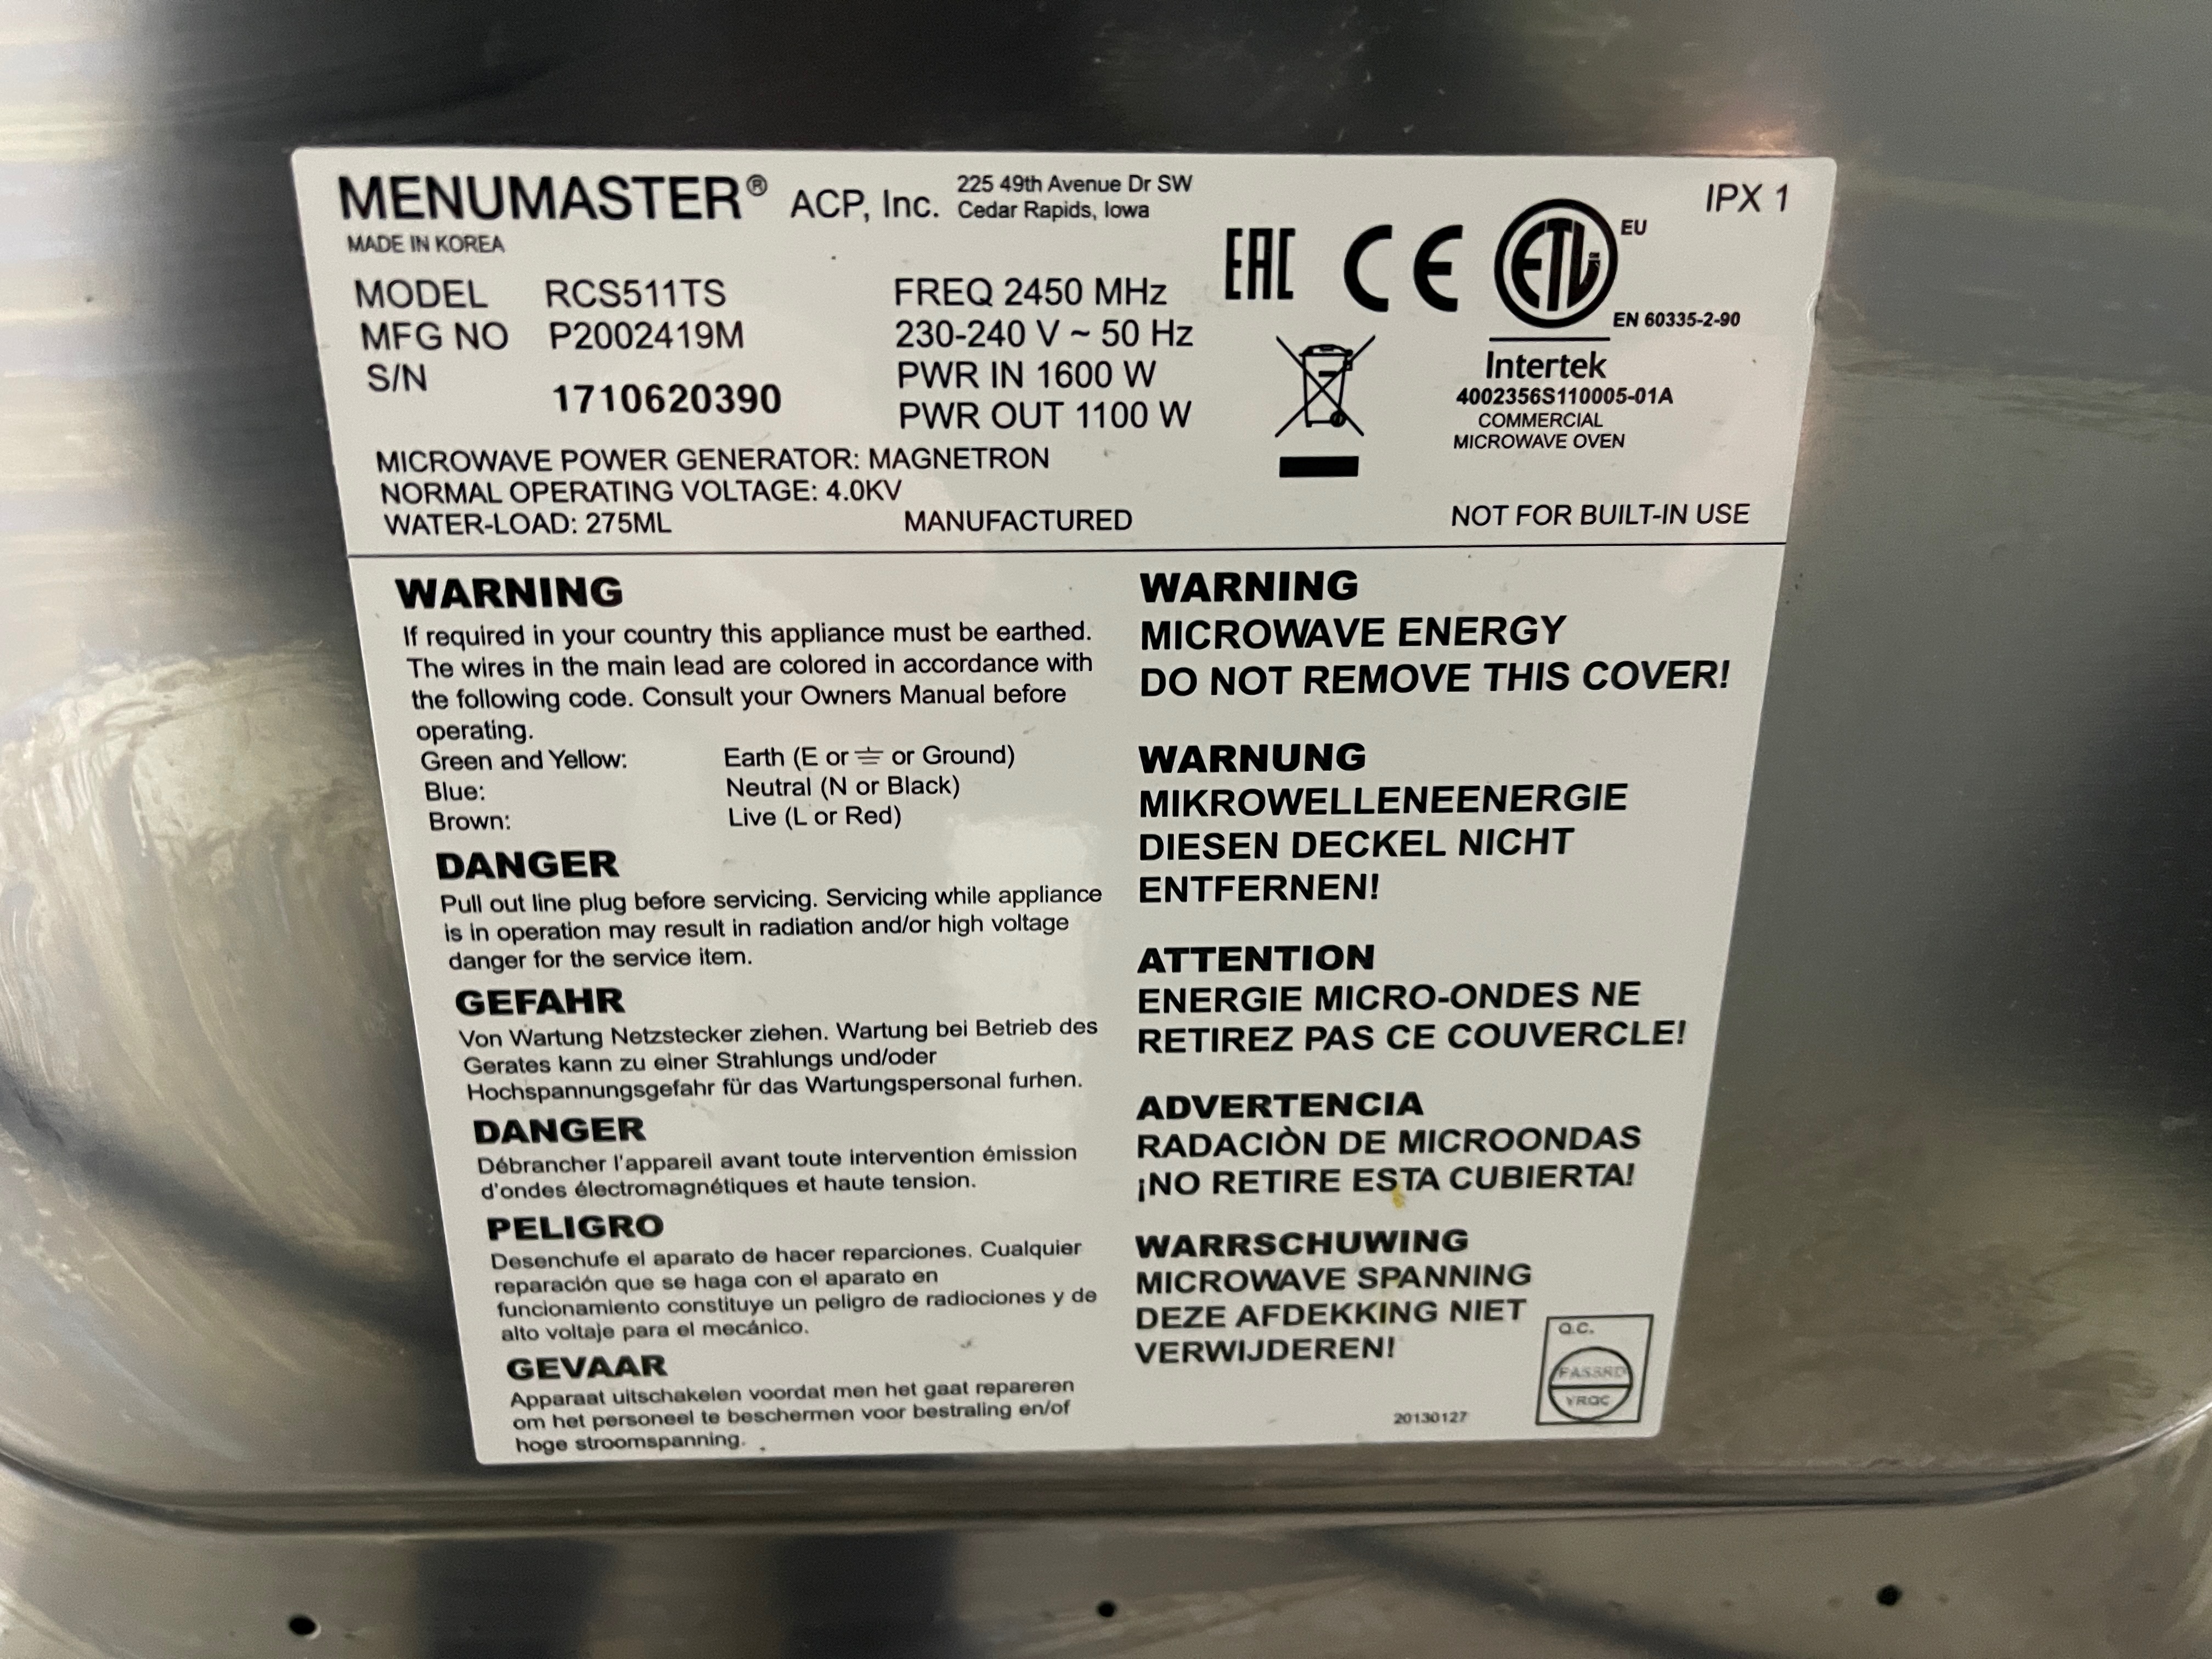 MENUMASTER® ACP, Inc. 225 49th Avenue Dr SW
Cedar Rapids, Iowa
MADE IN KOREA
IPX 1
MODEL RCS511TS
MFG NO P2002419M
S/N 1710620390
FREQ 2450 MHz
230-240 V ~ 50 Hz
PWR IN 1600 W
PWR OUT 1100 W
EAC CE ETL EU
EN 60335-2-90
Intertek
4002356S110005-01A
COMMERCIAL
MICROWAVE OVEN
MICROWAVE POWER GENERATOR: MAGNETRON
NORMAL OPERATING VOLTAGE: 4.0KV
WATER-LOAD: 275ML
MANUFACTURED
NOT FOR BUILT-IN USE
WARNING
If required in your country this appliance must be earthed.
The wires in the main lead are colored in accordance with
the following code. Consult your Owners Manual before
operating.
Green and Yellow: Earth (E or ⏚ or Ground)
Blue: Neutral (N or Black)
Brown: Live (L or Red)
DANGER
Pull out line plug before servicing. Servicing while appliance
is in operation may result in radiation and/or high voltage
danger for the service item.
GEFAHR
Von Wartung Netzstecker ziehen. Wartung bei Betrieb des
Gerates kann zu einer Strahlungs und/oder
Hochspannungsgefahr für das Wartungspersonal furhen.
DANGER
Débrancher l'appareil avant toute intervention émission
d'ondes électromagnétiques et haute tension.
PELIGRO
Desenchufe el aparato de hacer reparciones. Cualquier
reparación que se haga con el aparato en
funcionamiento constituye un peligro de radiociones y de
alto voltaje para el mecánico.
GEVAAR
Apparaat uitschakelen voordat men het gaat repareren
om het personeel te beschermen voor bestraling en/of
hoge stroomspanning.
WARNING
MICROWAVE ENERGY
DO NOT REMOVE THIS COVER!
WARNUNG
MIKROWELLENEENERGIE
DIESEN DECKEL NICHT
ENTFERNEN!
ATTENTION
ENERGIE MICRO-ONDES NE
RETIREZ PAS CE COUVERCLE!
ADVERTENCIA
RADACIÒN DE MICROONDAS
¡NO RETIRE ESTA CUBIERTA!
WARRSCHUWING
MICROWAVE SPANNING
DEZE AFDEKKING NIET
VERWIJDEREN!
20130127
Q.C.
PASSED